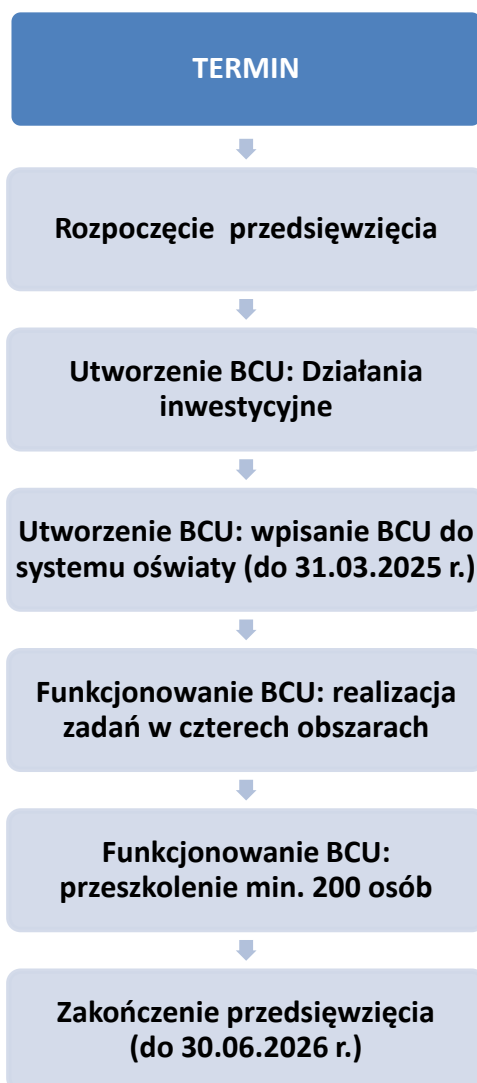 TERMIN
Rozpoczęcie przedsięwzięcia
Utworzenie BCU: Działania
inwestycyjne
Utworzenie BCU: wpisanie BCU do
systemu oświaty (do 31.03.2025 r.)
Funkcjonowanie BCU: realizacja
zadań w czterech obszarach
Funkcjonowanie BCU:
przeszkolenie min. 200 osób
Zakończenie przedsięwzięcia
(do 30.06.2026 r.)